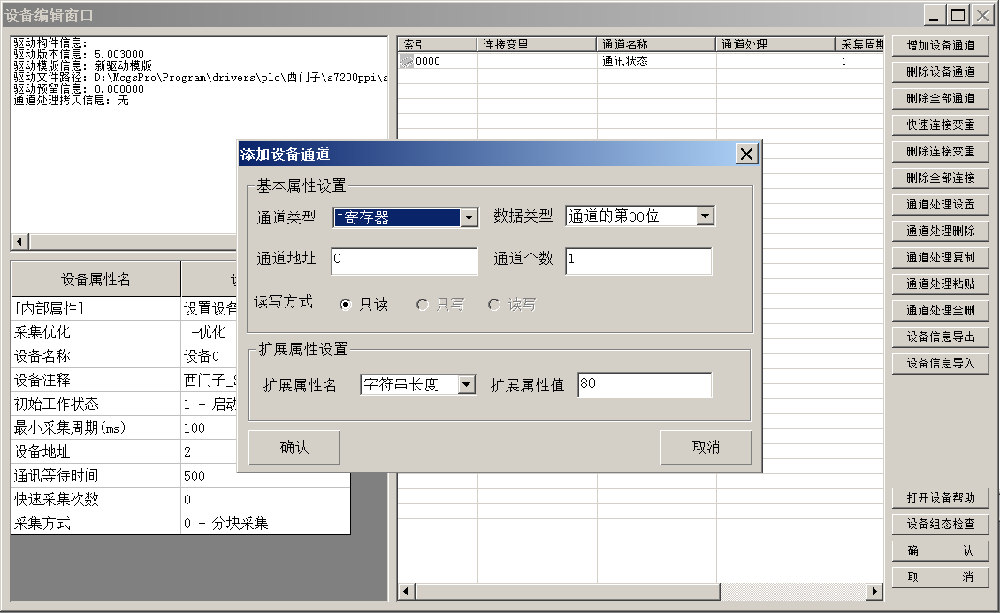 设备编辑窗口
驱动构件信息:
驱动版本信息: 5.003000
驱动模版信息: 新驱动模版
驱动文件路径: D:\McgsPro\Program\drivers\plc\西门子\s7200ppi\s
驱动预留信息: 0.000000
通道处理拷贝信息: 无
索引 连接变量 通道名称 通道处理 采集周期
0000 通讯状态 1
增加设备通道
删除设备通道
删除全部通道
快速连接变量
删除连接变量
删除全部连接
通道处理设置
通道处理删除
通道处理复制
通道处理粘贴
通道处理全删
设备信息导出
设备信息导入
打开设备帮助
设备组态检查
确 认
取 消
添加设备通道
基本属性设置
通道类型 I寄存器 数据类型 通道的第00位
通道地址 0 通道个数 1
读写方式 只读 只写 读写
扩展属性设置
扩展属性名 字符串长度 扩展属性值 80
确认 取消
设备属性名
[内部属性] 设置设备
采集优化 1-优化
设备名称 设备0
设备注释 西门子_S
初始工作状态 1 - 启动
最小采集周期(ms) 100
设备地址 2
通讯等待时间 500
快速采集次数 0
采集方式 0 - 分块采集